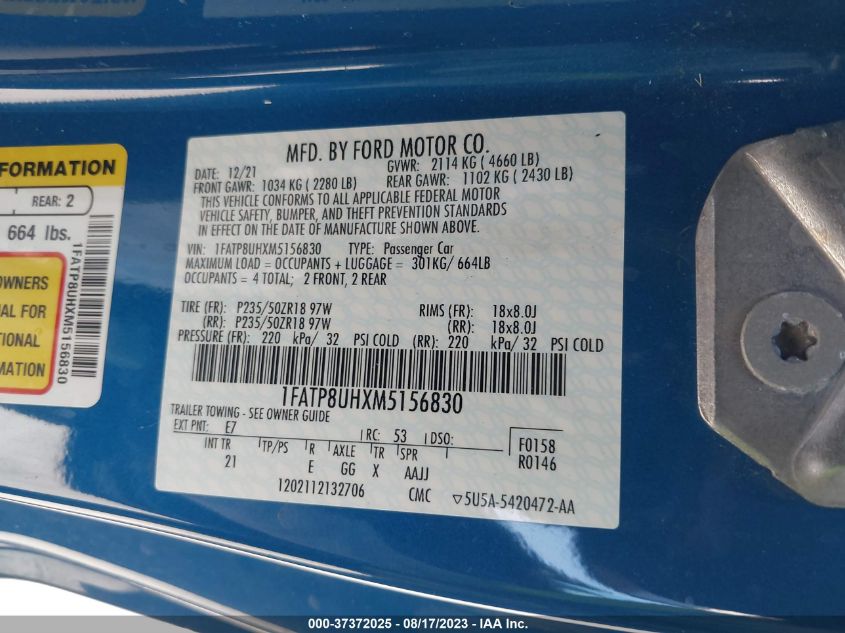 FORMATION
REAR: 2
664 lbs.
OWNERS
UAL FOR
TIONAL
MATION
1FATP8UHXM5156830
MFD. BY FORD MOTOR CO.
DATE: 12/21 GVWR: 2114 KG ( 4660 LB)
FRONT GAWR: 1034 KG ( 2280 LB) REAR GAWR: 1102 KG ( 2430 LB)
THIS VEHICLE CONFORMS TO ALL APPLICABLE FEDERAL MOTOR
VEHICLE SAFETY, BUMPER, AND THEFT PREVENTION STANDARDS
IN EFFECT ON THE DATE OF MANUFACTURE SHOWN ABOVE.
VIN: 1FATP8UHXM5156830 TYPE: Passenger Car
MAXIMUM LOAD = OCCUPANTS + LUGGAGE = 301KG/ 664LB
OCCUPANTS = 4 TOTAL; 2 FRONT, 2 REAR
TIRE (FR): P235/50ZR18 97W RIMS (FR): 18x8.0J
(RR): P235/50ZR18 97W (RR): 18x8.0J
PRESSURE (FR): 220 kPa/ 32 PSI COLD (RR): 220 kPa/ 32 PSI COLD
1FATP8UHXM5156830
TRAILER TOWING - SEE OWNER GUIDE
EXT PNT: E7 RC: 53 DSO: F0158
INT TR TP/PS R AXLE TR SPR R0146
21 E GG X AAJJ
1202112132706 CMC ▽5U5A-5420472-AA
000-37372025 - 08/17/2023 - © IAA Inc.